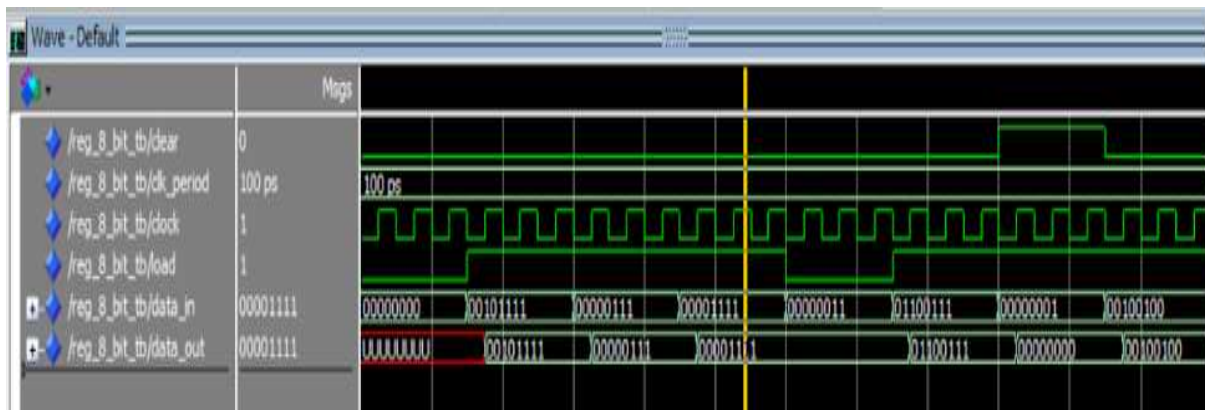 Wave - Default
Msgs
/reg_8_bit_tb/clear 0
/reg_8_bit_tb/clk_period 100 ps 100 ps
/reg_8_bit_tb/clock 1
/reg_8_bit_tb/load 1
/reg_8_bit_tb/data_in 00001111 00000000 00101111 00000111 00001111 00000011 01100111 00000001 00100100
/reg_8_bit_tb/data_out 00001111 UUUUUUUU 00101111 00000111 00001111 01100111 00000000 00100100